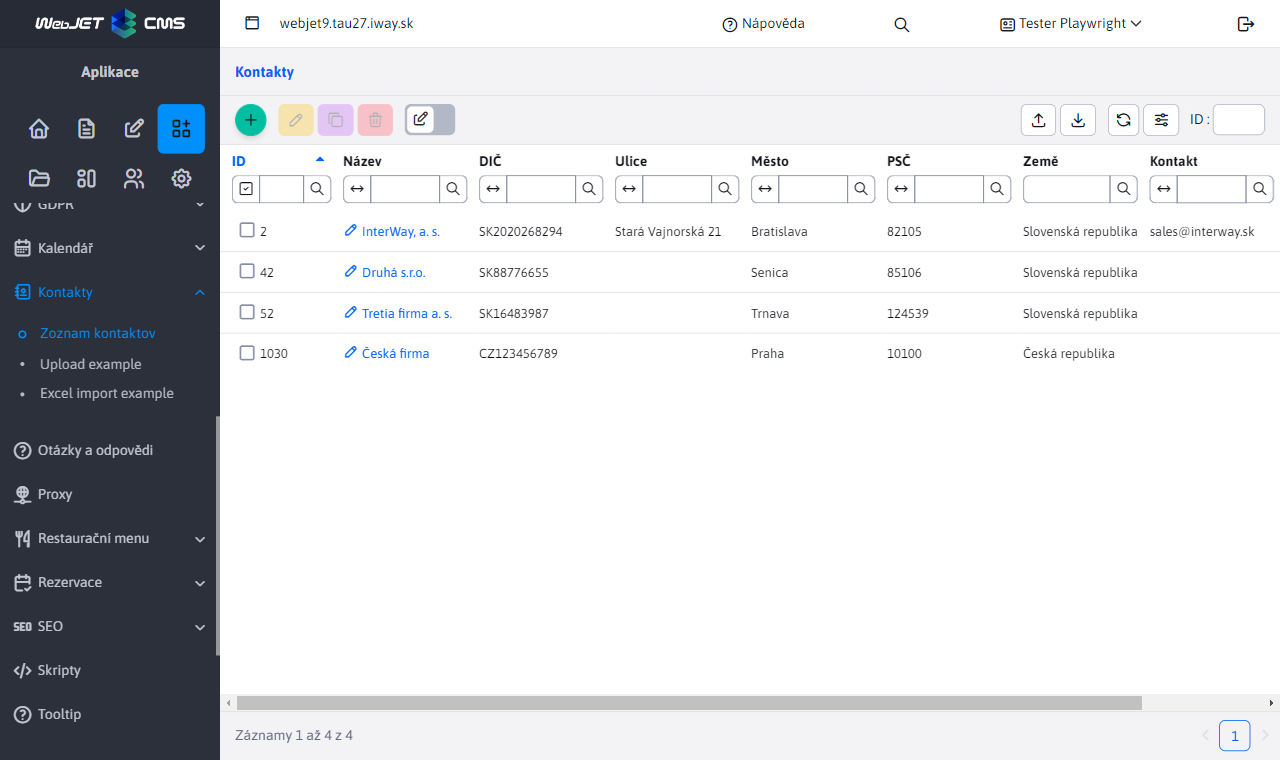 WebJET CMS
webjet9.tau27.iway.sk
Nápověda
Tester Playwright
Aplikace
GDPR
Kalendář
Kontakty
Zoznam kontaktov
Upload example
Excel import example
Otázky a odpovědi
Proxy
Restaurační menu
Rezervace
SEO SEO
Skripty
Tooltip
Kontakty
ID :
ID Název DIČ Ulice Město PSČ Země Kontakt
2 InterWay, a. s. SK2020268294 Stará Vajnorská 21 Bratislava 82105 Slovenská republika sales@interway.sk
42 Druhá s.r.o. SK88776655 Senica 85106 Slovenská republika
52 Tretia firma a. s. SK16483987 Trnava 124539 Slovenská republika
1030 Česká firma CZ123456789 Praha 10100 Česká republika
Záznamy 1 až 4 z 4
1